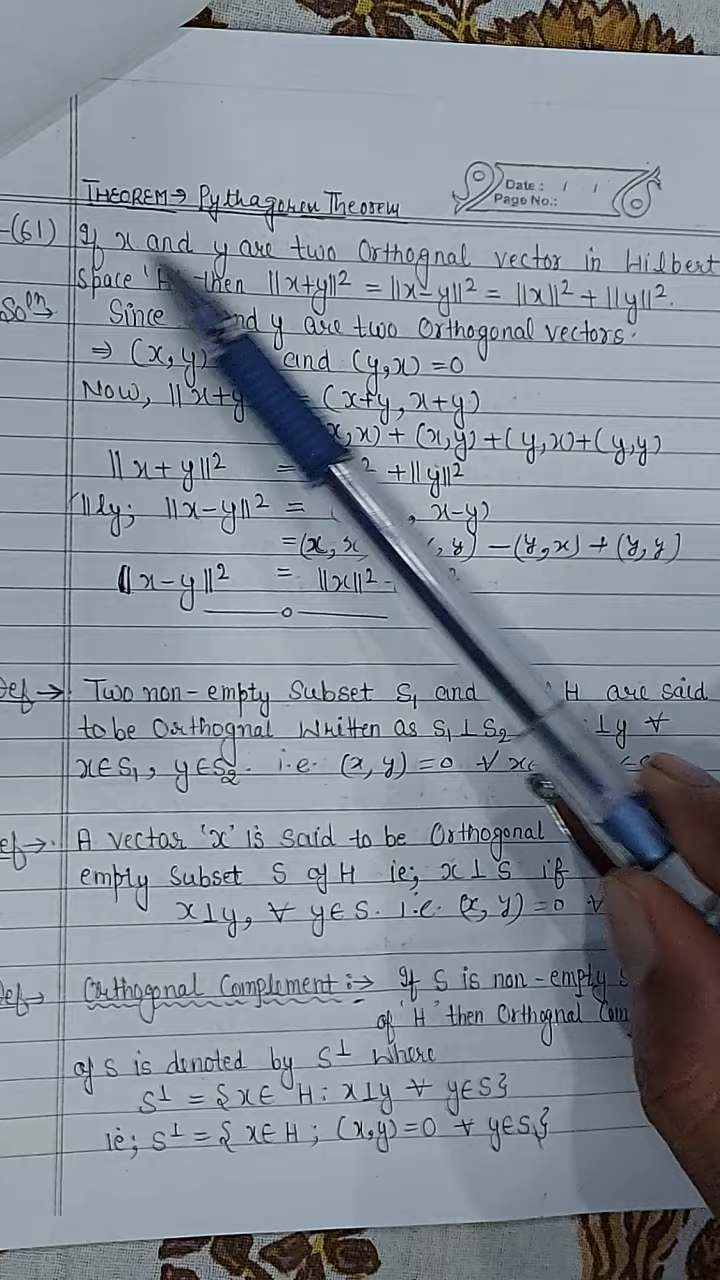 THEOREM → Pythagoren Theorem
Date : / /
Page No.:
(61) If x and y are two Orthognal vector in Hilbert
Space 'H' then ||x+y||² = ||x-y||² = ||x||² + ||y||².
Solⁿ Since and y are two Orthogonal vectors.
⇒ (x,y) and (y,x) = 0
Now, ||x+y = (x+y, x+y)
x,x) + (x,y) + (y,x) + (y,y)
||x+y||² = ² + ||y||²
||ly; ||x-y||² = ( , x-y)
= (x, x , y) - (y,x) + (y,y)
||x-y||² = ||x||² -
Def → Two non-empty Subset S₁ and H are said
to be Orthognal Written as S₁ ⊥ S₂ ⊥y ∀
x∈S₁, y∈S₂. i.e. (x, y) = 0 ∀
ef → A vector 'x' is said to be Orthogonal
empty Subset S of H ie; x⊥S if
x⊥y, ∀ y∈S. i.e. (x, y) = 0 ∀
Def → Orthogonal Complement :→ If S is non-empty
of 'H' then Orthognal Com
of S is denoted by S⊥ where
S⊥ = {x∈ H : x⊥y ∀ y∈S}
ie; S⊥ = {x∈H ; (x,y) = 0 ∀ y∈S}